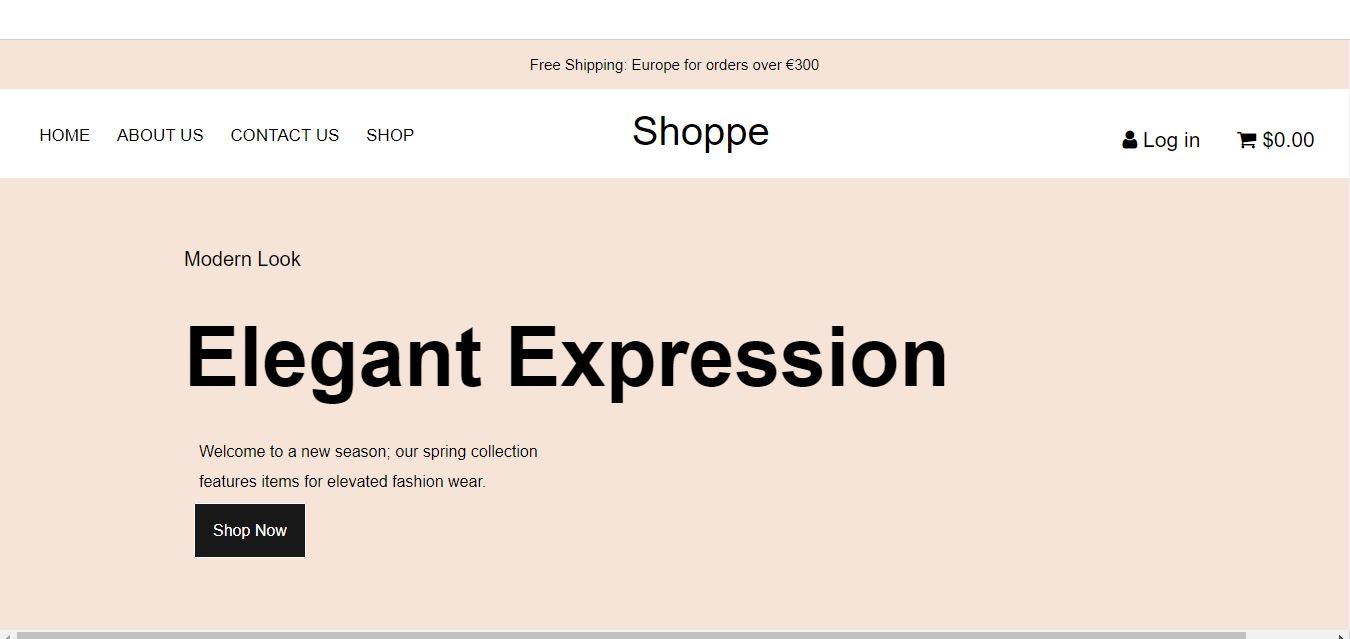 Free Shipping: Europe for orders over €300
HOME ABOUT US CONTACT US SHOP
Shoppe
Log in $0.00
Modern Look
Elegant Expression
Welcome to a new season; our spring collection
features items for elevated fashion wear.
Shop Now